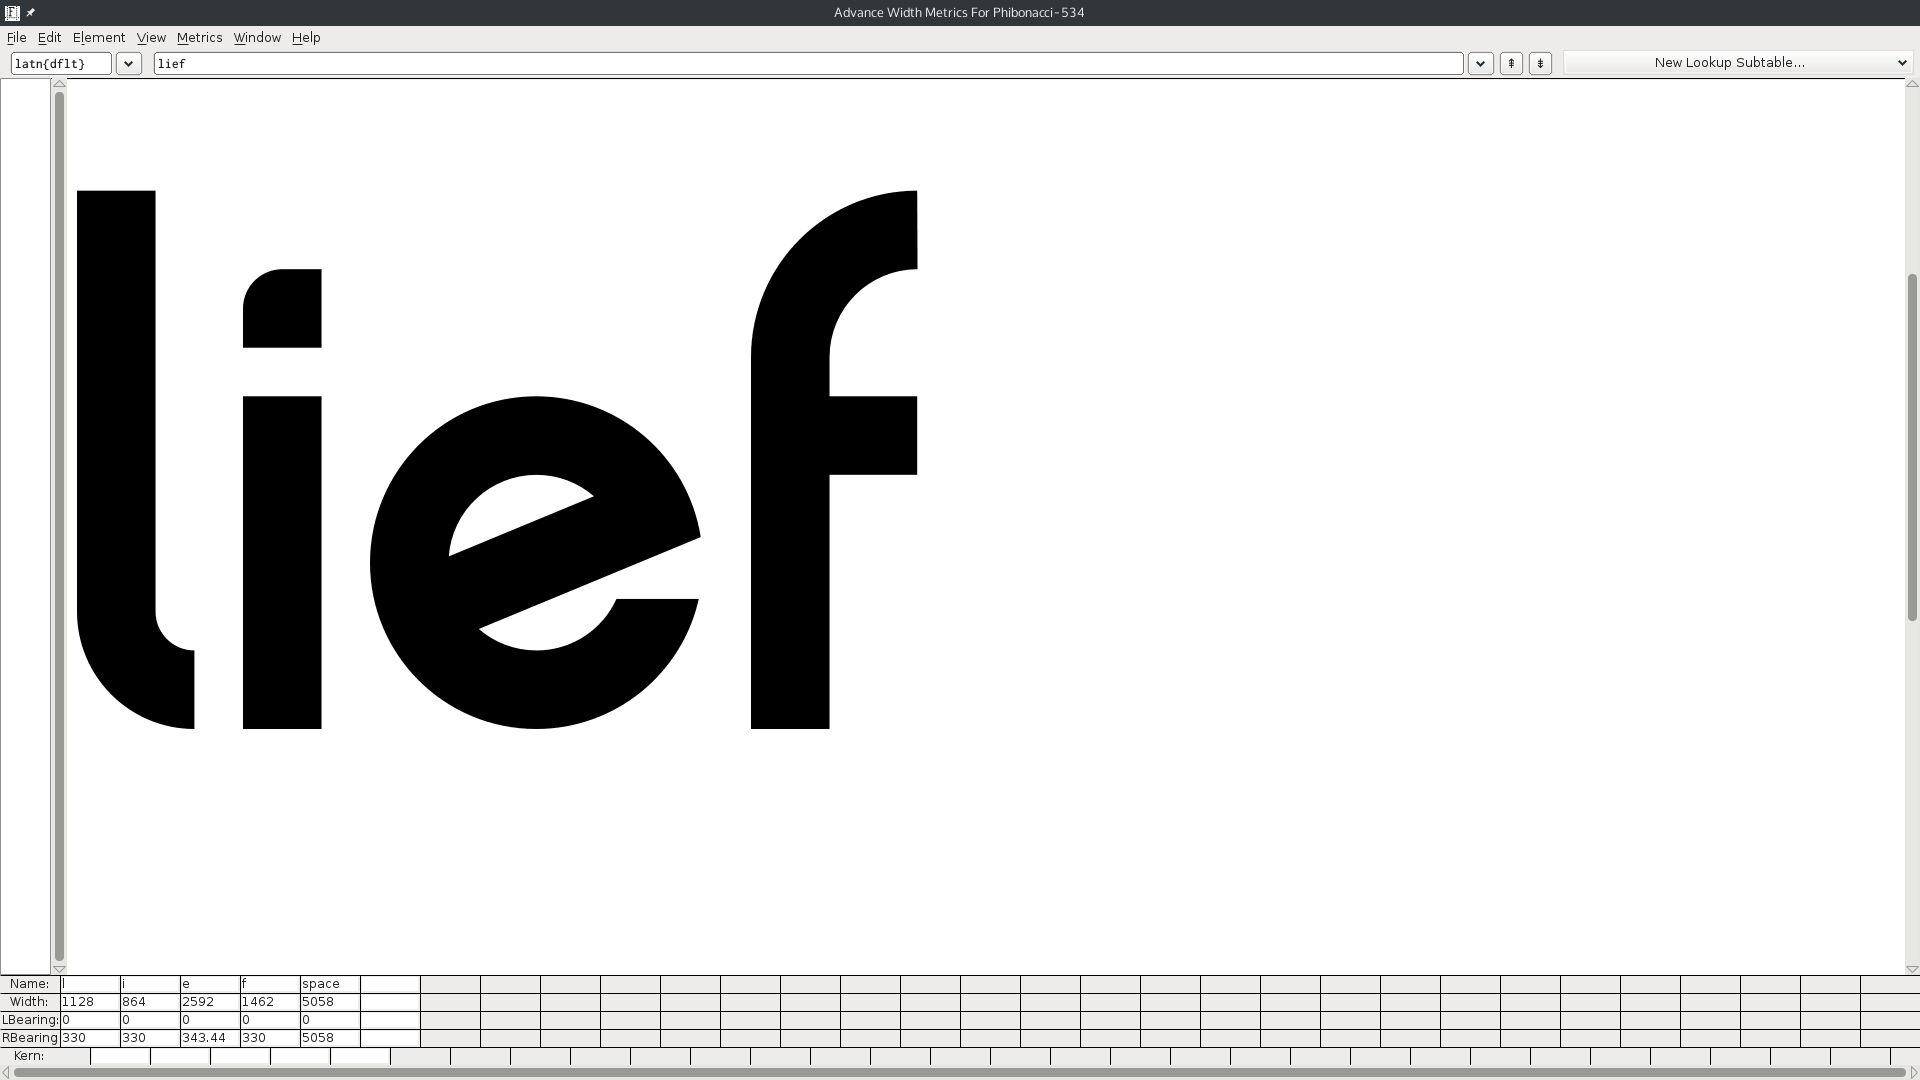 Advance Width Metrics For Phibonacci-534
File Edit Element View Metrics Window Help
latn{dflt} lief New Lookup Subtable...
lief
Name: l i e f space
Width: 1128 864 2592 1462 5058
LBearing: 0 0 0 0 0
RBearing 330 330 343.44 330 5058
Kern: